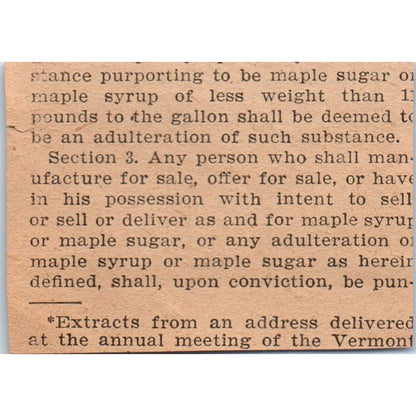 stance purporting to be maple sugar or
maple syrup of less weight than 11
pounds to the gallon shall be deemed to
be an adulteration of such substance.
Section 3. Any person who shall man-
ufacture for sale, offer for sale, or have
in his possession with intent to sell
or sell or deliver as and for maple syrup
or maple sugar, or any adulteration of
maple syrup or maple sugar as herein
defined, shall, upon conviction, be pun-
*Extracts from an address delivered
at the annual meeting of the Vermont